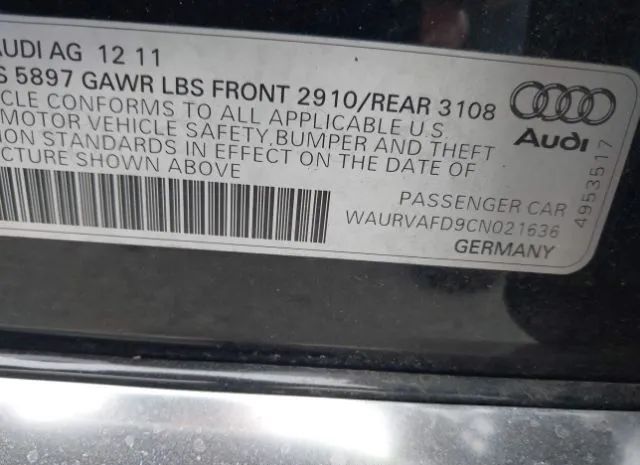 AUDI AG 12 11
S 5897 GAWR LBS FRONT 2910/REAR 3108
CLE CONFORMS TO ALL APPLICABLE U.S.
MOTOR VEHICLE SAFETY, BUMPER AND THEFT
ION STANDARDS IN EFFECT ON THE DATE OF
CTURE SHOWN ABOVE
Audi
PASSENGER CAR
WAURVAFD9CN021636
GERMANY
4953517